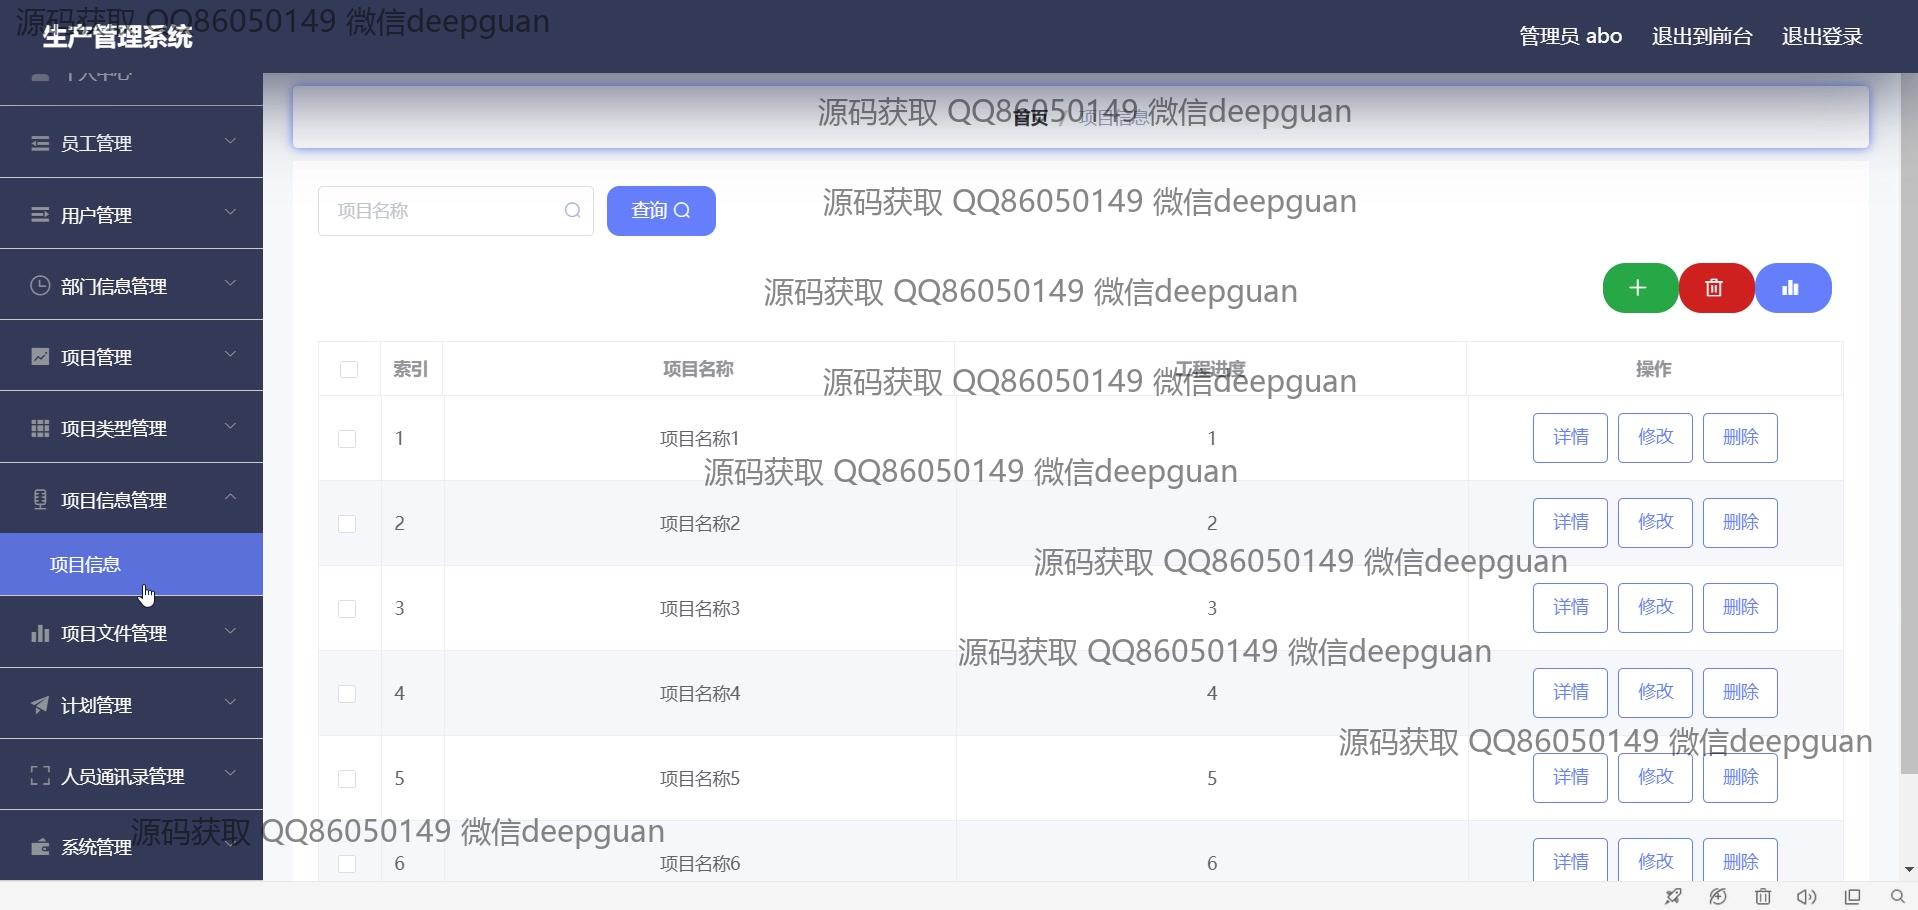 源码获取 QQ86050149 微信deepguan
生产管理系统
管理员 abo 退出到前台 退出登录
个人中心
源码获取 QQ86050149 微信deepguan
首页 / 项目信息
员工管理
源码获取 QQ86050149 微信deepguan
项目名称 查询
用户管理
部门信息管理
源码获取 QQ86050149 微信deepguan
项目管理
索引 项目名称 工程进度 操作
源码获取 QQ86050149 微信deepguan
项目类型管理
1 项目名称1 1 详情 修改 删除
源码获取 QQ86050149 微信deepguan
项目信息管理
2 项目名称2 2 详情 修改 删除
项目信息
源码获取 QQ86050149 微信deepguan
3 项目名称3 3 详情 修改 删除
项目文件管理
源码获取 QQ86050149 微信deepguan
4 项目名称4 4 详情 修改 删除
计划管理
源码获取 QQ86050149 微信deepguan
人员通讯录管理
5 项目名称5 5 详情 修改 删除
源码获取 QQ86050149 微信deepguan
系统管理
6 项目名称6 6 详情 修改 删除